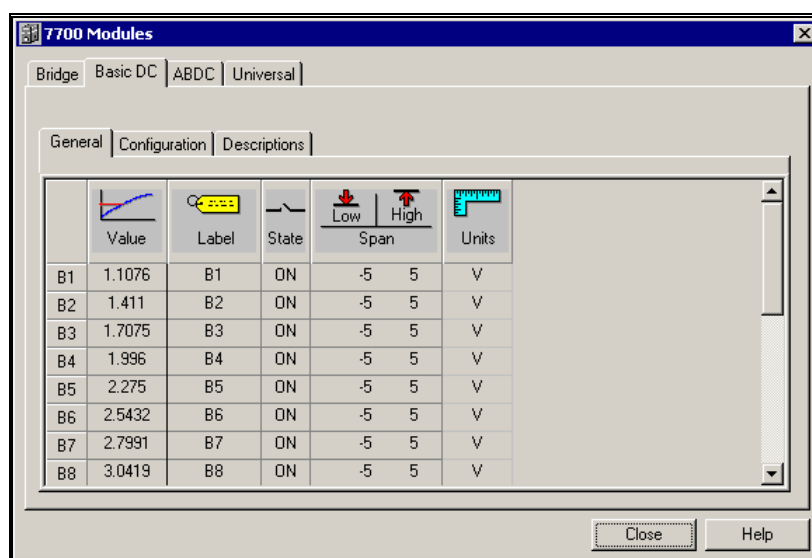 7700 Modules
Bridge Basic DC ABDC Universal
General Configuration Descriptions
Low High
Value Label State Span Units
B1 1.1076 B1 ON -5 5 V
B2 1.411 B2 ON -5 5 V
B3 1.7075 B3 ON -5 5 V
B4 1.996 B4 ON -5 5 V
B5 2.275 B5 ON -5 5 V
B6 2.5432 B6 ON -5 5 V
B7 2.7991 B7 ON -5 5 V
B8 3.0419 B8 ON -5 5 V
Close Help